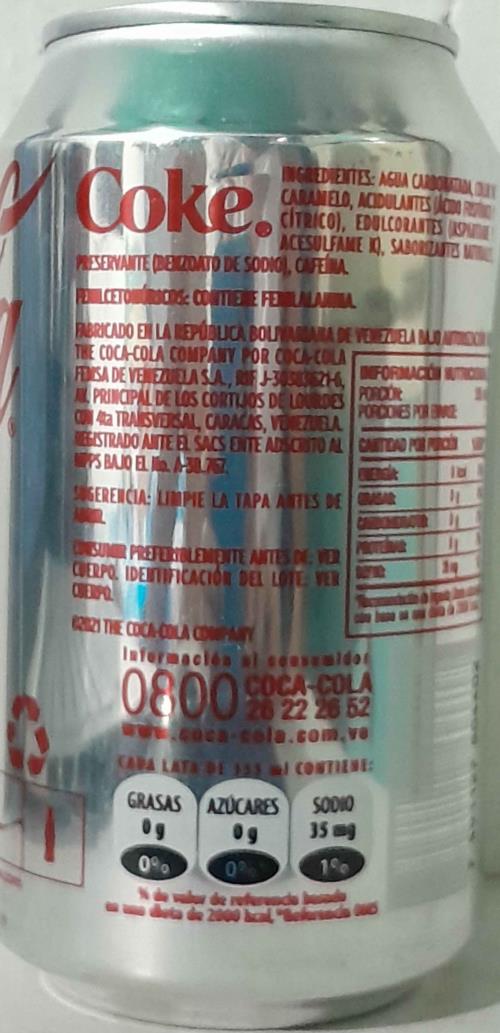 Coke.
INGREDIENTES: AGUA CARBONATADA,
CARAMELO, ACIDULANTES (ÁCIDO
CÍTRICO), EDULCORANTES (ASPARTAME
ACESULFAME K), SABORIZANTES
PRESERVANTE (BENZOATO DE SODIO), CAFEÍNA.
FENILCETONÚRICOS: CONTIENE FENILALANINA.
FABRICADO EN LA REPÚBLICA BOLIVARIANA DE VENEZUELA BAJO
THE COCA-COLA COMPANY POR COCA-COLA
FEMSA DE VENEZUELA S.A., RIF
AV. PRINCIPAL DE LOS CORTIJOS DE LOURDES
CON 4ta TRANSVERSAL, CARACAS, VENEZUELA.
REGISTRADO ANTE EL SACS ENTE ADSCRITO AL
MPPS BAJO EL No.
SUGERENCIA: LIMPIE LA TAPA ANTES DE
ABRIR.
CONSUMIR PREFERIBLEMENTE ANTES DE: VER
CUERPO. IDENTIFICACIÓN DEL LOTE: VER
CUERPO.
©2021 THE COCA-COLA COMPANY
INFORMACIÓN
PORCIÓN:
PORCIONES POR ENVASE:
CANTIDAD POR PORCIÓN
ENERGÍA:
GRASAS:
CARBOHIDRATOS:
PROTEÍNAS:
Información al consumidor
0800 COCA-COLA
26 22 26 52
www.coca-cola.com.ve
CADA LATA DE 355 ml CONTIENE:
GRASAS
0 g
0%
AZÚCARES
0 g
0%
SODIO
35 mg
1%
% de valor de referencia basado
en una dieta de 2000 kcal, *Referencia OMS